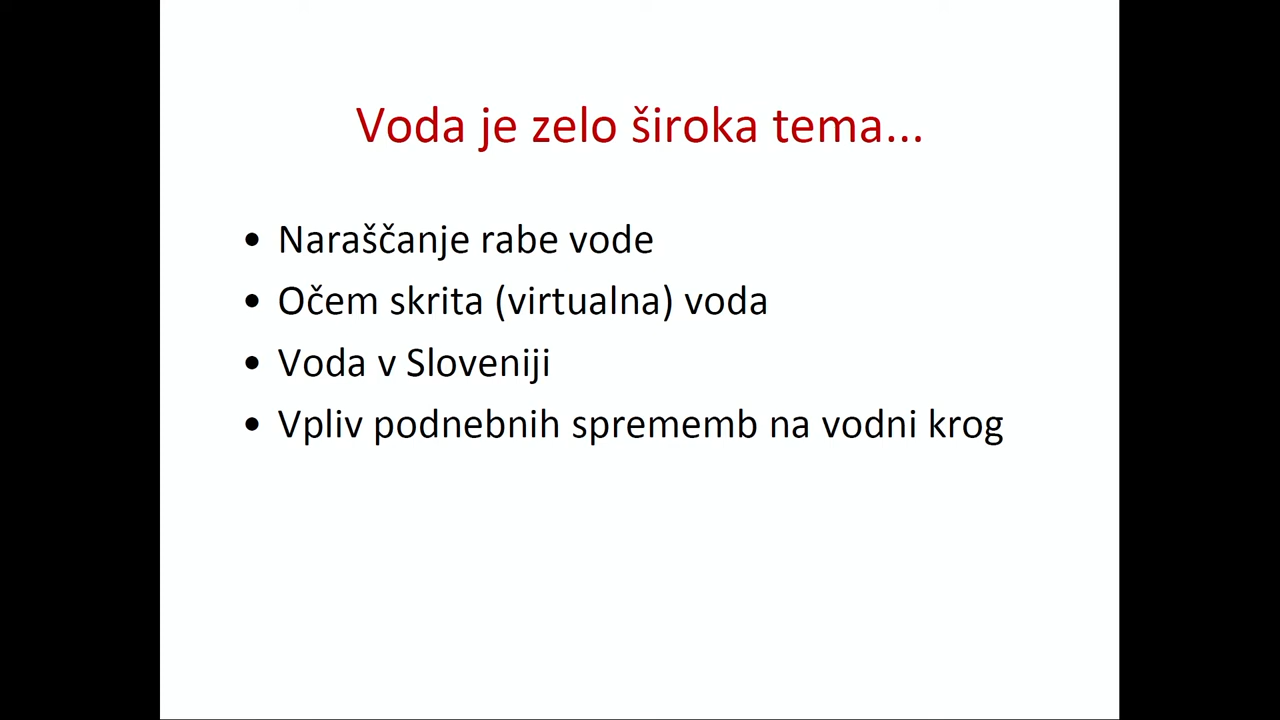 Voda je zelo široka tema...
• Naraščanje rabe vode
• Očem skrita (virtualna) voda
• Voda v Sloveniji
• Vpliv podnebnih sprememb na vodni krog